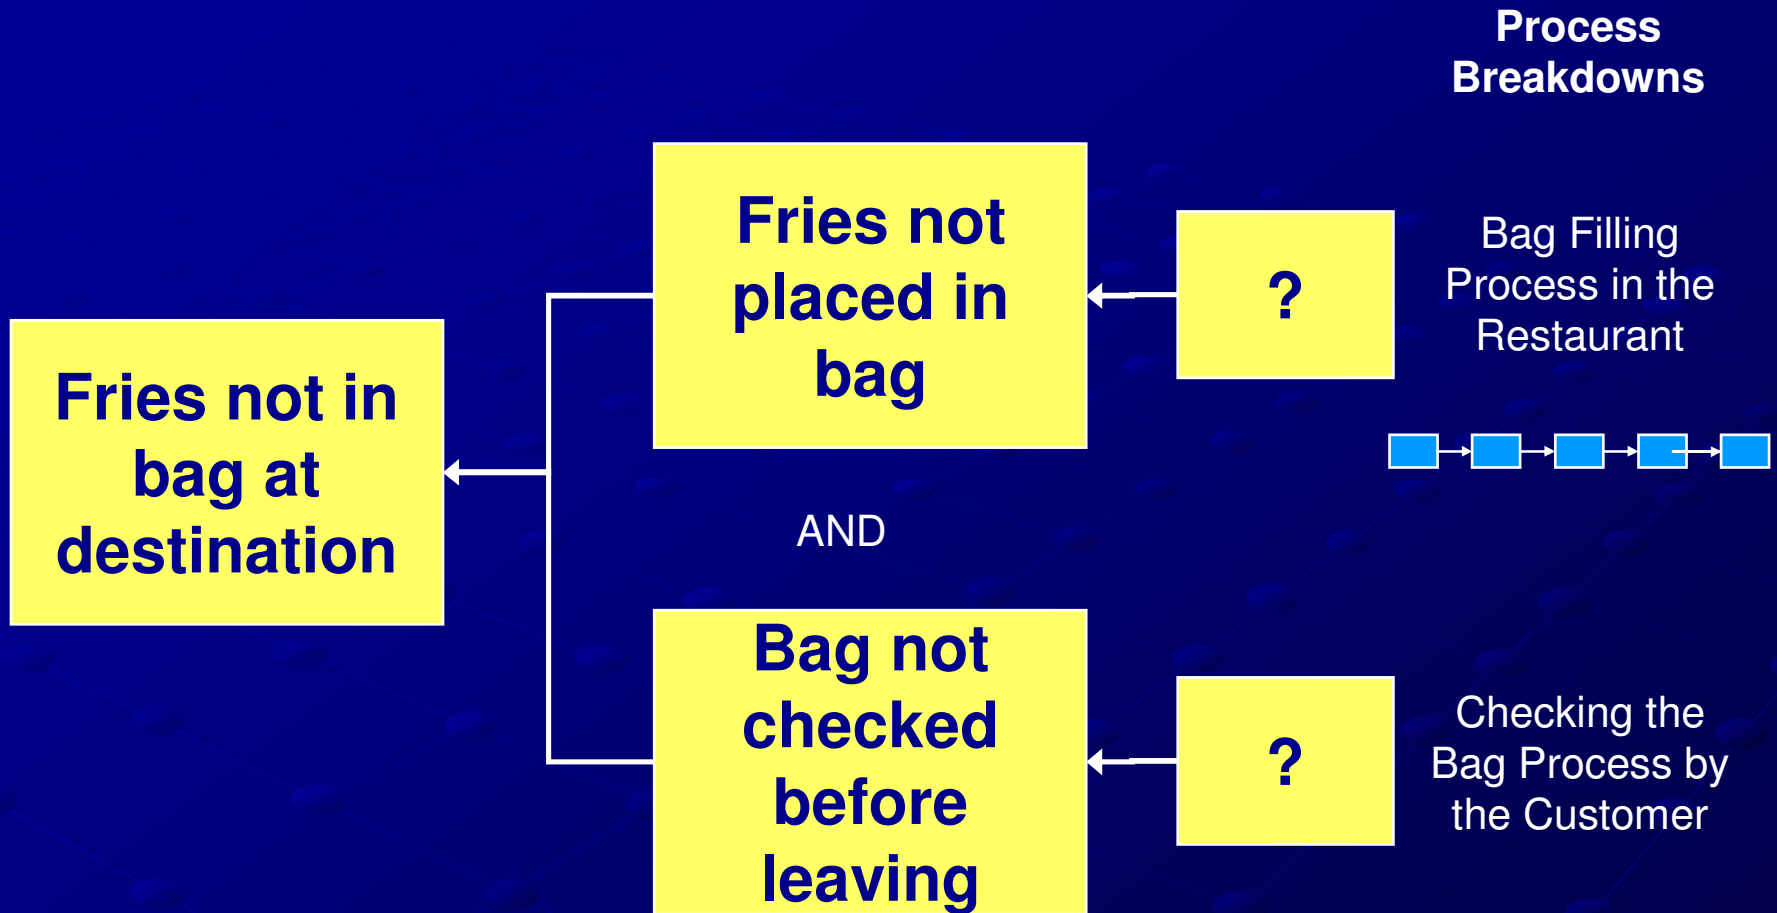 Process
Breakdowns
Fries not
placed in
bag
?
Bag Filling
Process in the
Restaurant
Fries not in
bag at
destination
AND
Bag not
checked
before
leaving
?
Checking the
Bag Process by
the Customer